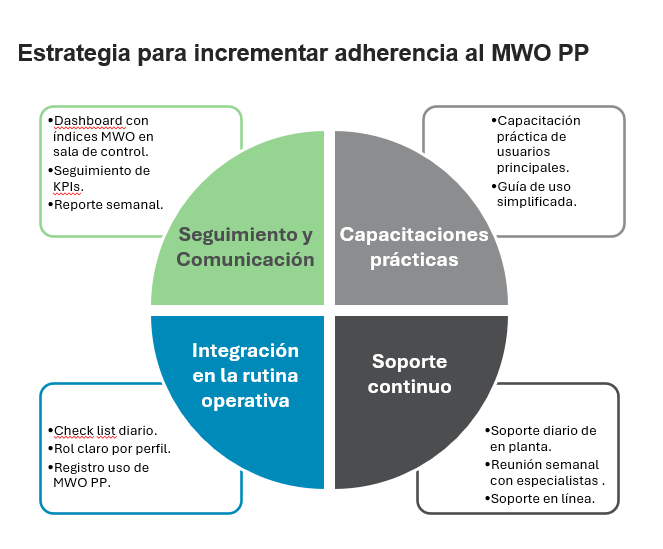 Estrategia para incrementar adherencia al MWO PP
•Dashboard con
índices MWO en
sala de control.
•Seguimiento de
KPIs.
•Reporte semanal.
•Capacitación
práctica de
usuarios
principales.
•Guía de uso
simplificada.
Seguimiento y
Comunicación
Capacitaciones
prácticas
Integración
en la rutina
operativa
Soporte
continuo
•Check list diario.
•Rol claro por perfil.
•Registro uso de
MWO PP.
•Soporte diario de
en planta.
•Reunión semanal
con especialistas .
•Soporte en línea.